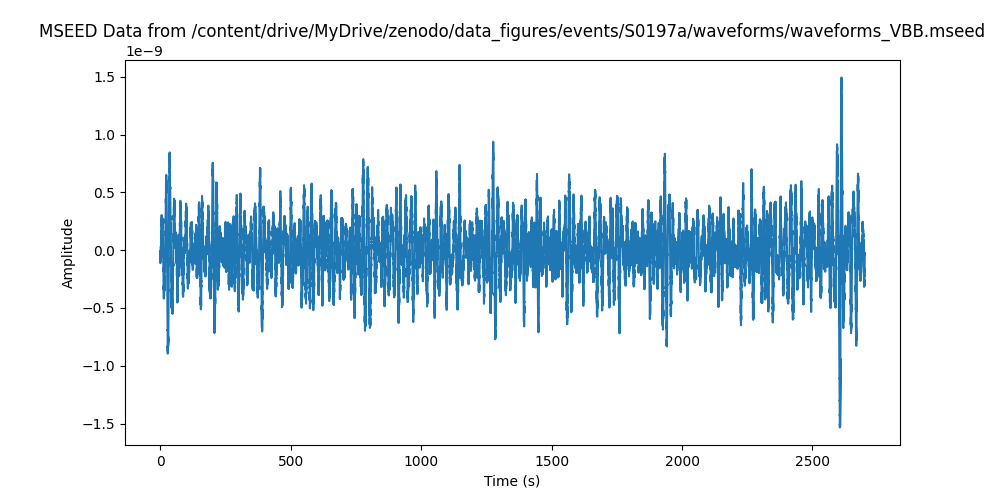 MSEED Data from /content/drive/MyDrive/zenodo/data_figures/events/S0197a/waveforms/waveforms_VBB.mseed
1e−9
1.5
1.0
0.5
0.0
−0.5
−1.0
−1.5
Amplitude
0 500 1000 1500 2000 2500
Time (s)